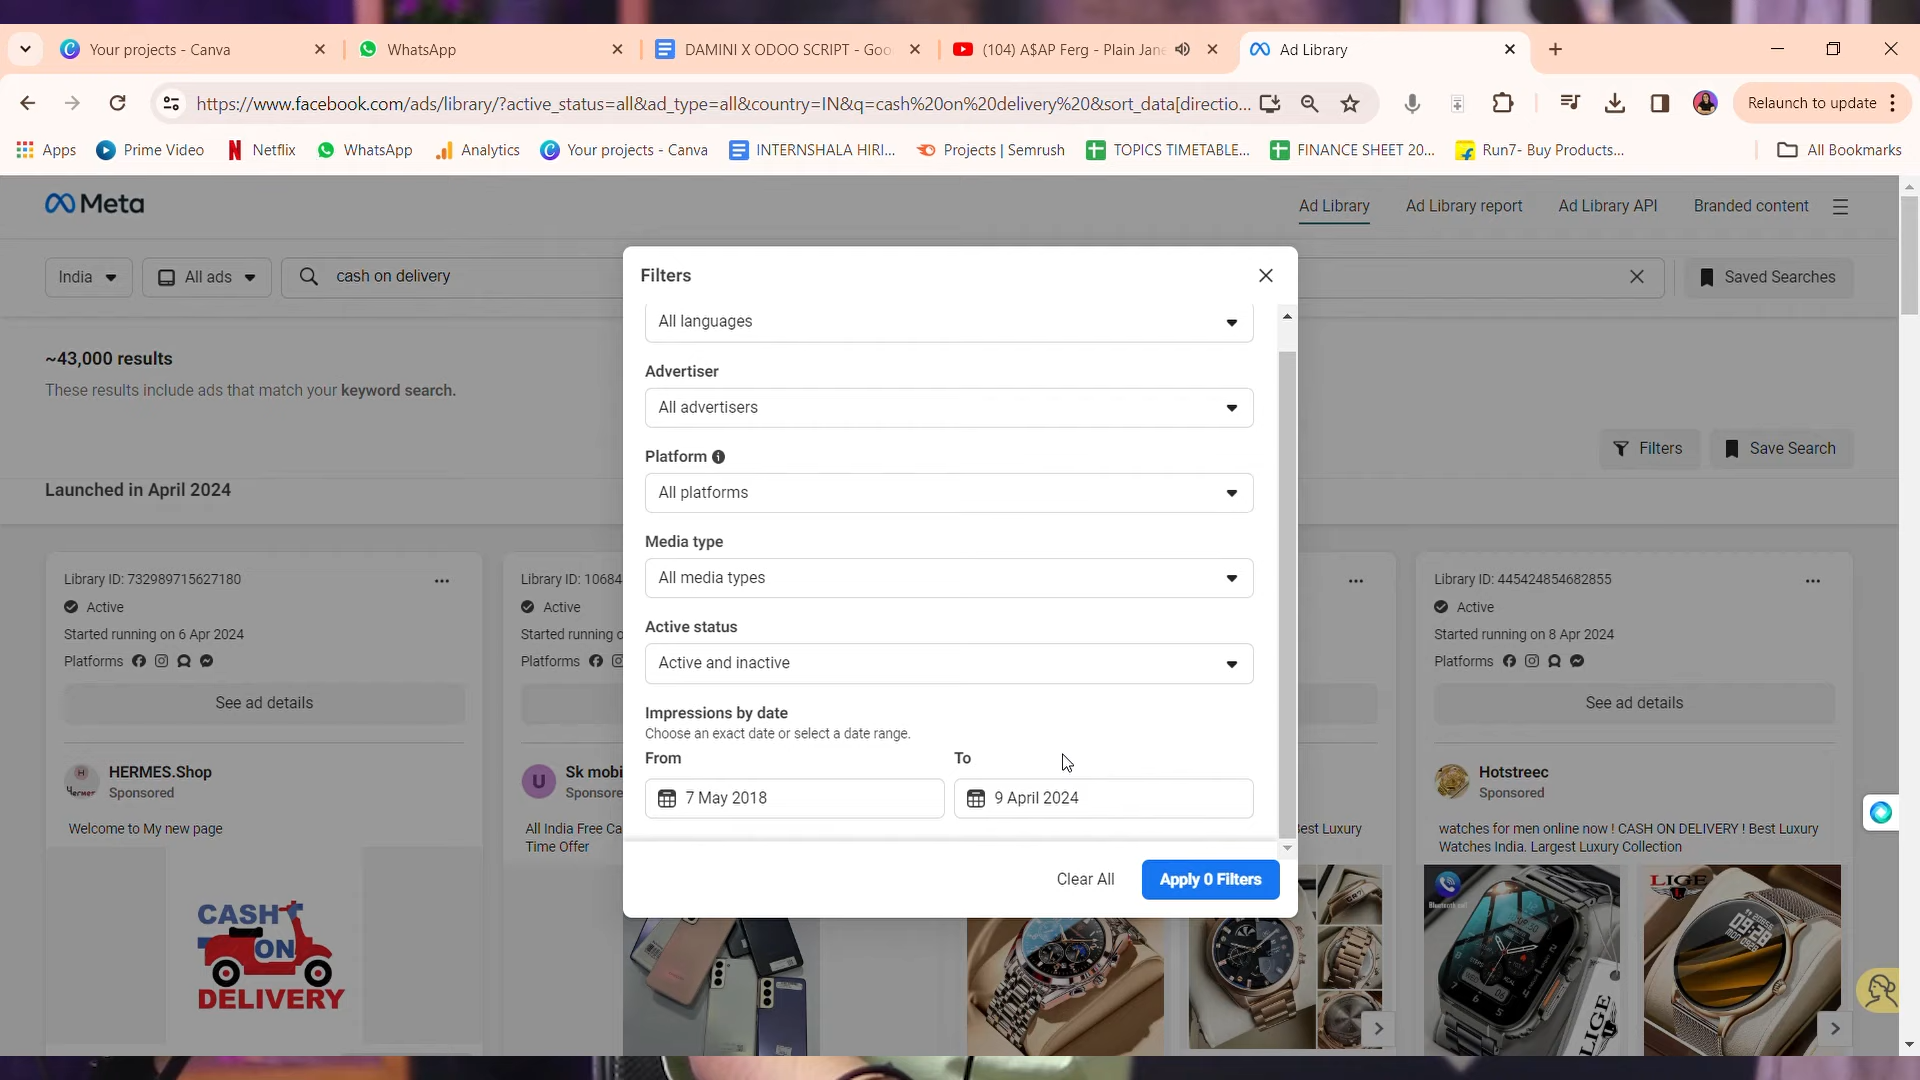 Your projects - Canva
WhatsApp
DAMINI X ODOO SCRIPT - Goo
(104) A$AP Ferg - Plain Jane
Ad Library
https://www.facebook.com/ads/library/?active_status=all&ad_type=all&country=IN&q=cash%20on%20delivery%20&sort_data[directio...
Relaunch to update
Apps
Prime Video
Netflix
WhatsApp
Analytics
Your projects - Canva
INTERNSHALA HIRI...
Projects | Semrush
TOPICS TIMETABLE...
FINANCE SHEET 20...
Run7- Buy Products...
All Bookmarks
Meta
Ad Library
Ad Library report
Ad Library API
Branded content
India
All ads
cash on delivery
Saved Searches
~43,000 results
These results include ads that match your keyword search.
Filters
Save Search
Launched in April 2024
Filters
All languages
Advertiser
All advertisers
Platform
All platforms
Media type
All media types
Active status
Active and inactive
Impressions by date
Choose an exact date or select a date range.
From
To
7 May 2018
9 April 2024
Clear All
Apply 0 Filters
Library ID: 732989715627180
Active
Started running on 6 Apr 2024
Platforms
See ad details
HERMES.Shop
Sponsored
Welcome to My new page
CASH
ON
DELIVERY
Library ID: 10684
Active
Started running o
Platforms
U
Sk mobi
Sponsore
All India Free Ca
Time Offer
Best Luxury
Library ID: 445424854682855
Active
Started running on 8 Apr 2024
Platforms
See ad details
Hotstreec
Sponsored
watches for men online now ! CASH ON DELIVERY ! Best Luxury
Watches India. Largest Luxury Collection
Bluetooth call
LIGE
LIGE
09:28